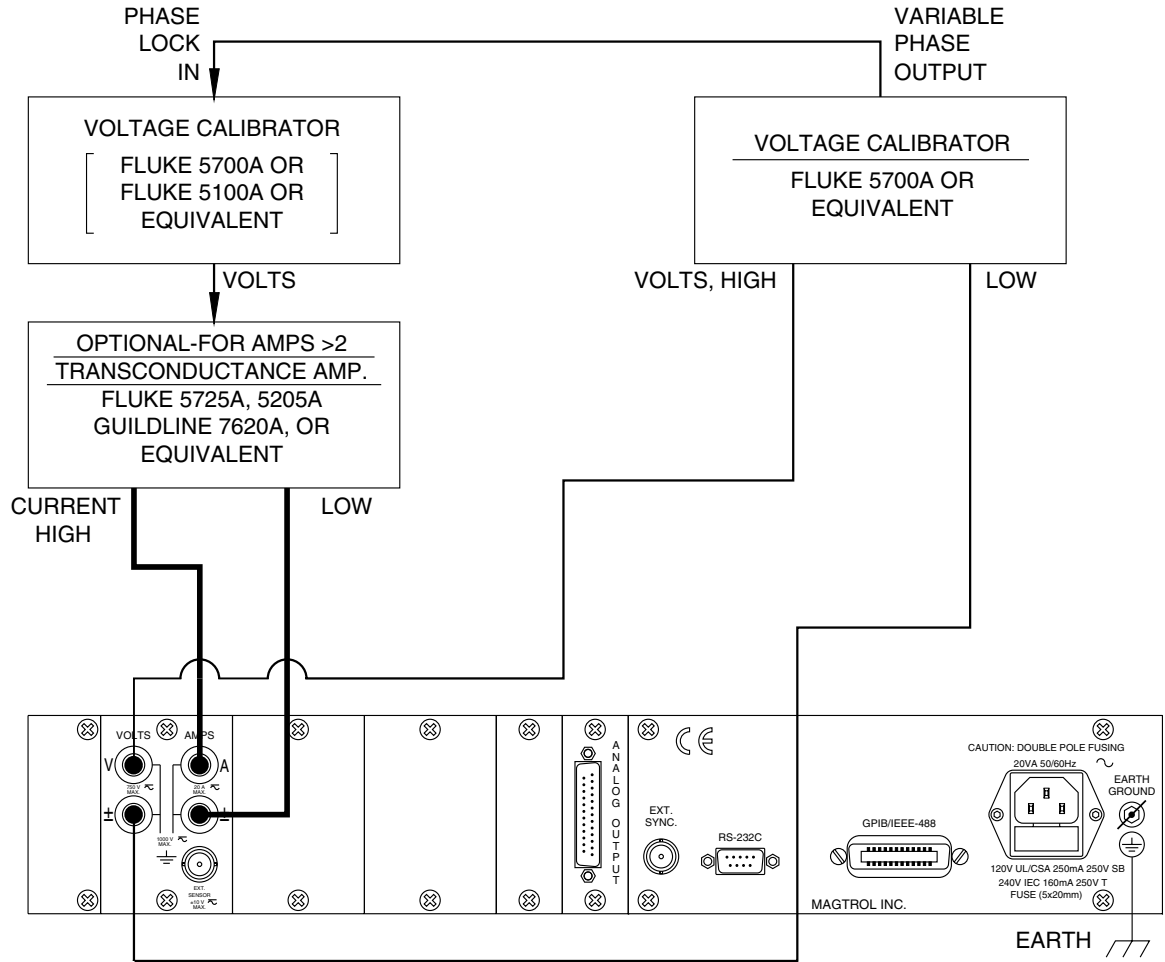 PHASE
LOCK
IN
VARIABLE
PHASE
OUTPUT
VOLTAGE CALIBRATOR
FLUKE 5700A OR
FLUKE 5100A OR
EQUIVALENT
VOLTAGE CALIBRATOR
FLUKE 5700A OR
EQUIVALENT
VOLTS
VOLTS, HIGH
LOW
OPTIONAL-FOR AMPS >2
TRANSCONDUCTANCE AMP.
FLUKE 5725A, 5205A
GUILDLINE 7620A, OR
EQUIVALENT
CURRENT
HIGH
LOW
VOLTS
AMPS
V
A
750 V
MAX.
20 A
MAX.
±
±
1000 V
MAX.
EXT.
SENSOR
±10 V
MAX.
ANALOG OUTPUT
CE
EXT.
SYNC.
RS-232C
GPIB/IEEE-488
MAGTROL INC.
CAUTION: DOUBLE POLE FUSING
20VA 50/60Hz
EARTH
GROUND
120V UL/CSA 250mA 250V SB
240V IEC 160mA 250V T
FUSE (5x20mm)
EARTH